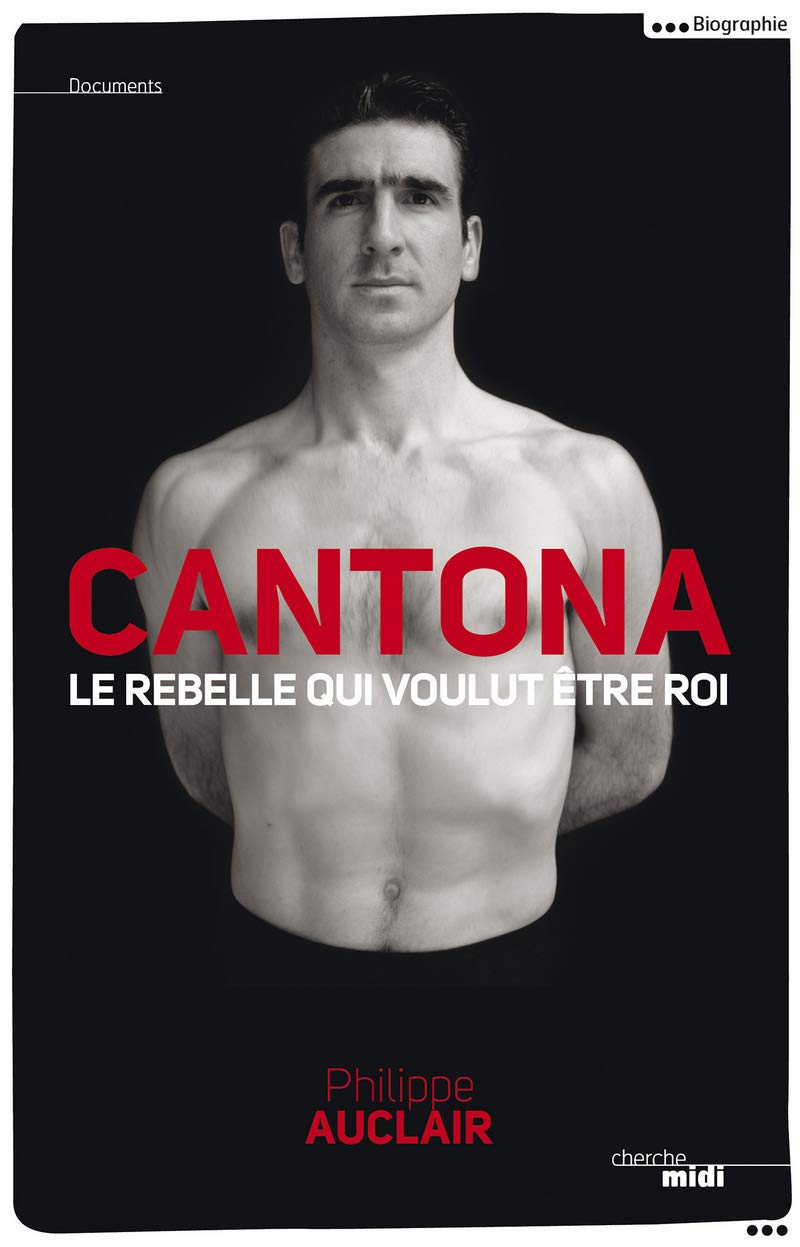 ●●●Biographie
Documents
CANTONA
LE REBELLE QUI VOULUT ÊTRE ROI
Philippe
AUCLAIR
cherche
midi